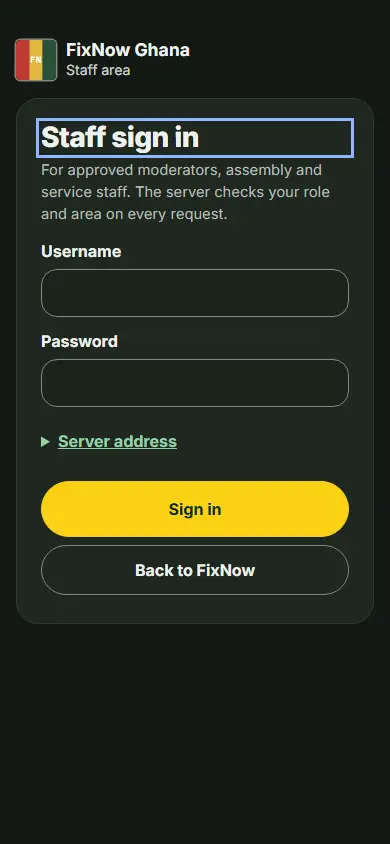 FN
FixNow Ghana
Staff area
Staff sign in
For approved moderators, assembly and
service staff. The server checks your role
and area on every request.
Username
Password
Server address
Sign in
Back to FixNow